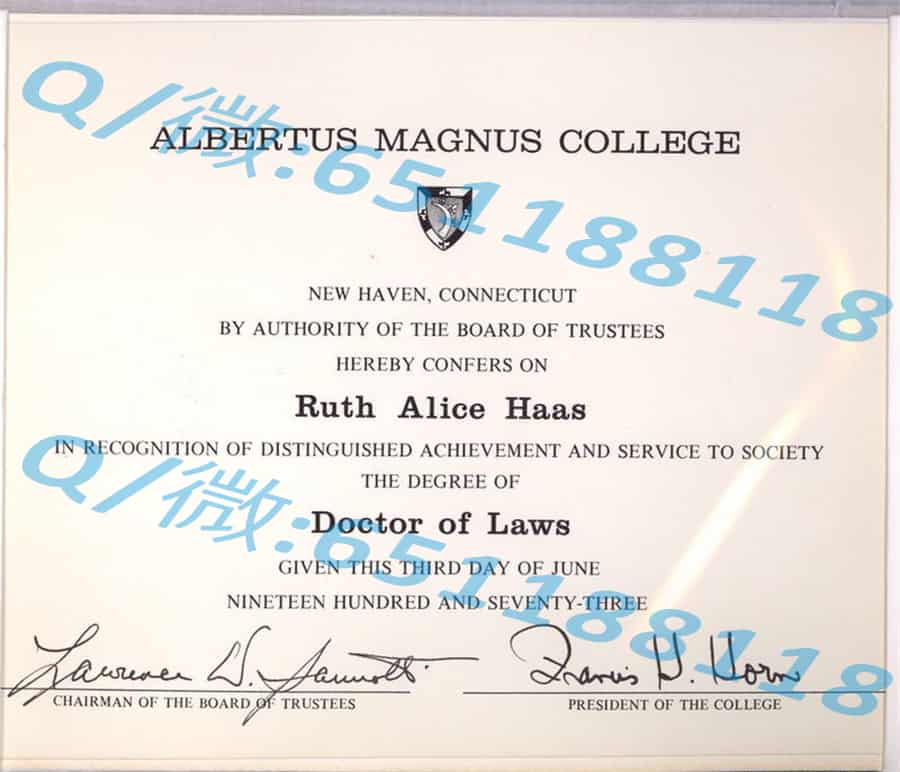 Q/微:651188118
ALBERTUS MAGNUS COLLEGE
NEW HAVEN, CONNECTICUT
BY AUTHORITY OF THE BOARD OF TRUSTEES
HEREBY CONFERS ON
Ruth Alice Haas
IN RECOGNITION OF DISTINGUISHED ACHIEVEMENT AND SERVICE TO SOCIETY
THE DEGREE OF
Q/微:651188118
Doctor of Laws
GIVEN THIS THIRD DAY OF JUNE
NINETEEN HUNDRED AND SEVENTY-THREE
Lawrence W. Francis H. Horn
CHAIRMAN OF THE BOARD OF TRUSTEES PRESIDENT OF THE COLLEGE